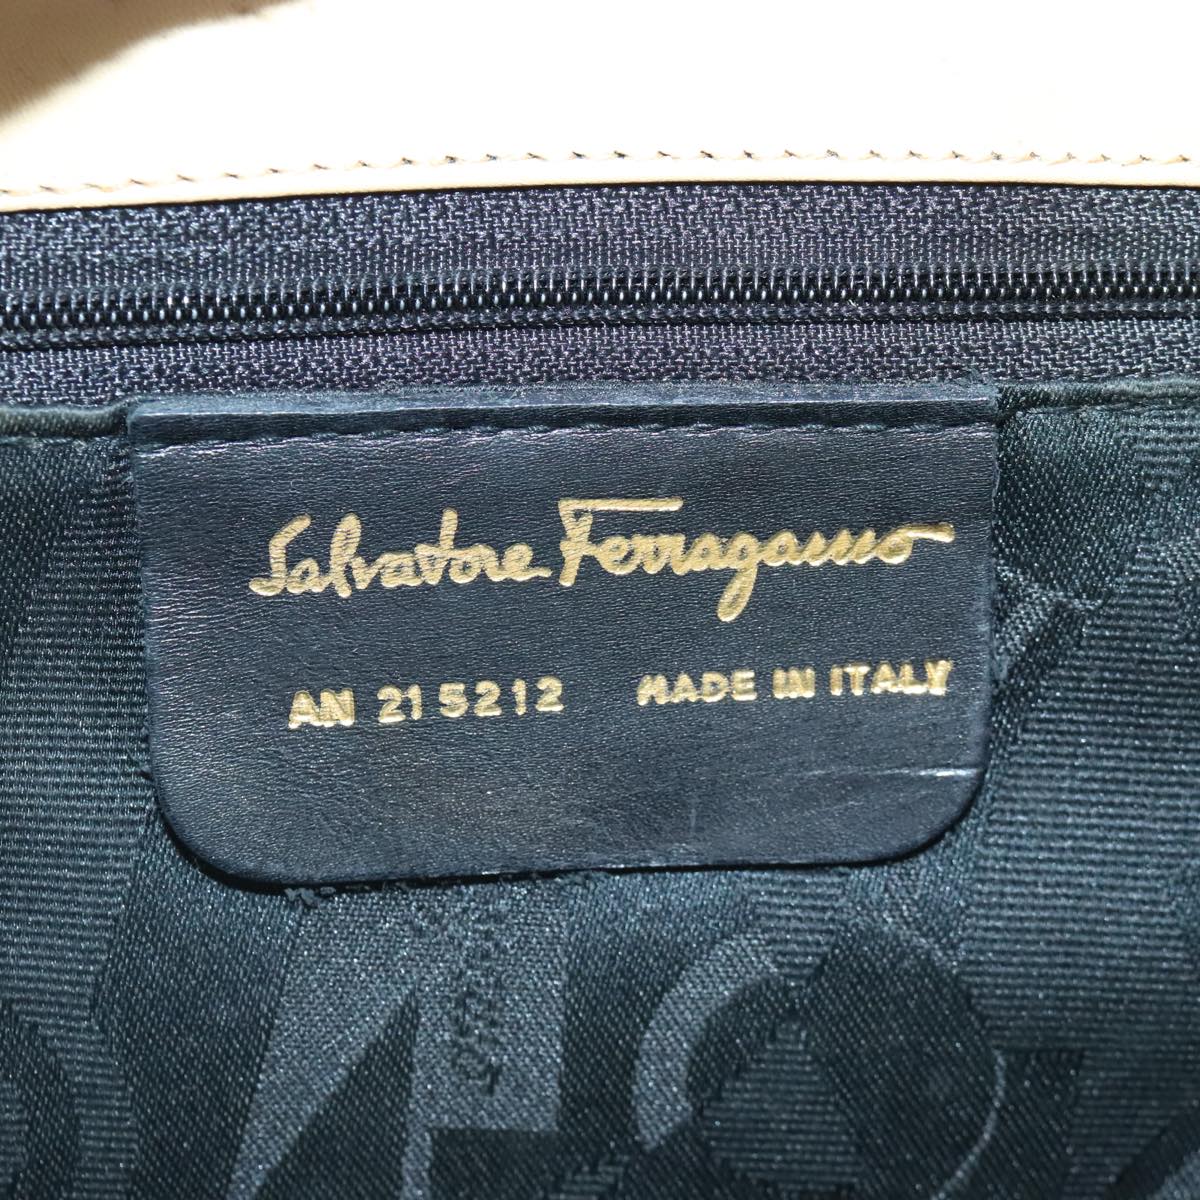 Salvatore Ferragamo
AN 21 5212 MADE IN ITALY